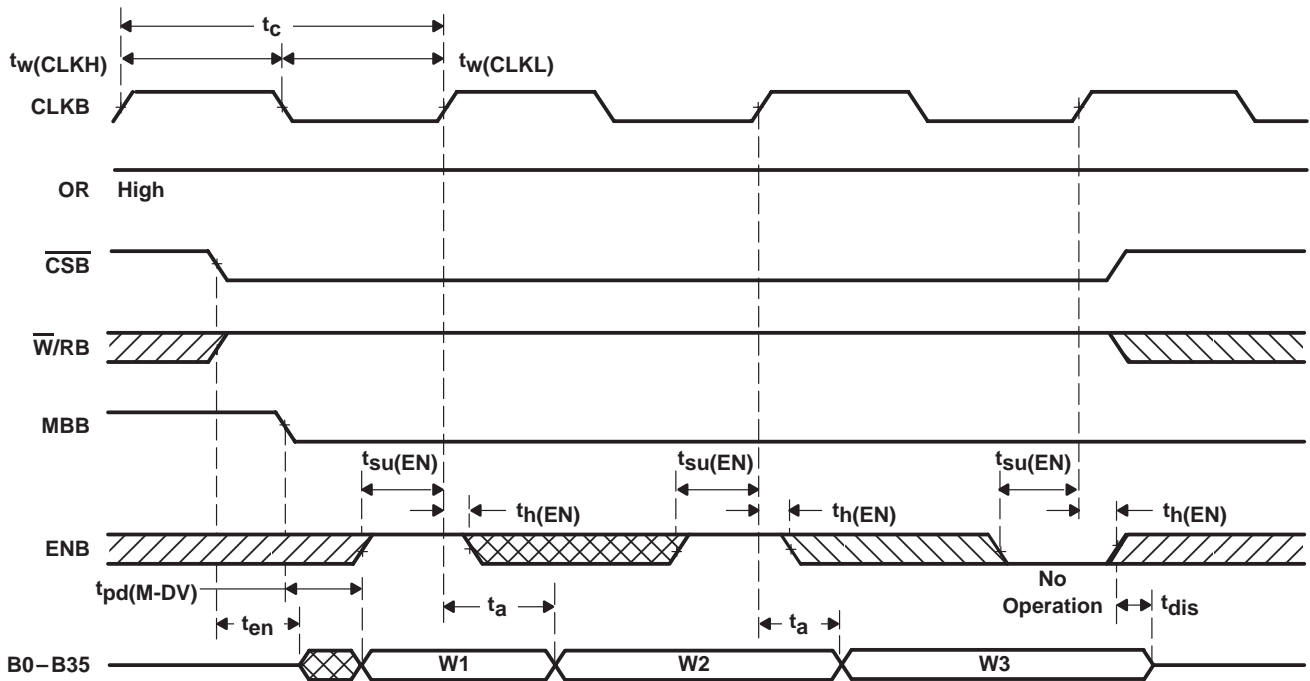 tc
tw(CLKH)
tw(CLKL)
CLKB
OR
High
CSB
W/RB
MBB
tsu(EN)
tsu(EN)
tsu(EN)
th(EN)
th(EN)
th(EN)
ENB
No
Operation
tpd(M-DV)
ta
ta
tdis
ten
B0–B35
W1
W2
W3